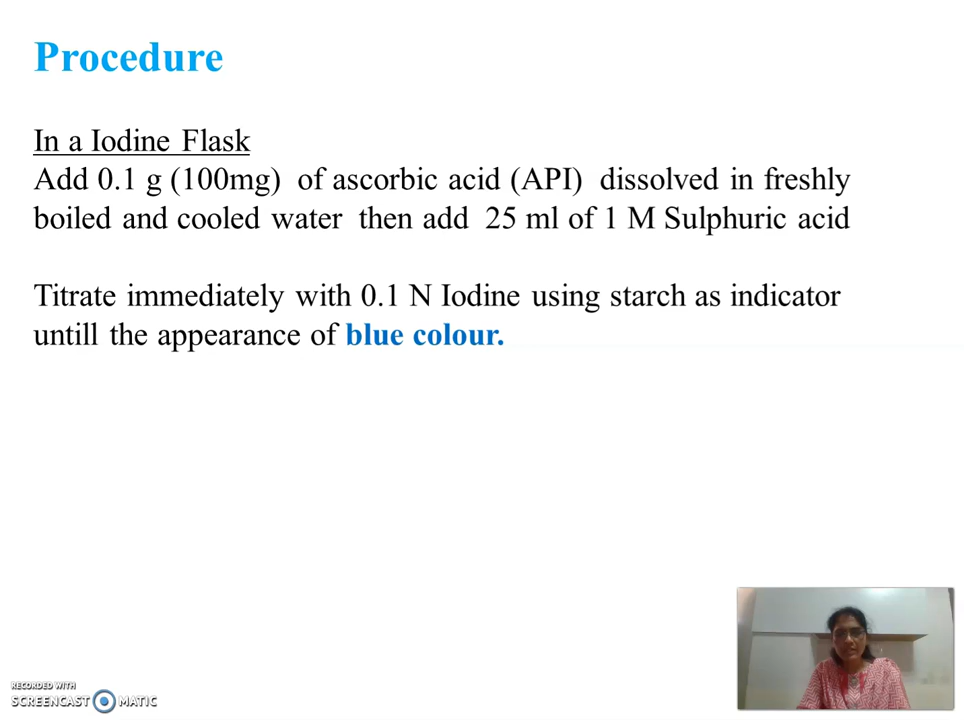 Procedure
In a Iodine Flask
Add 0.1 g (100mg) of ascorbic acid (API) dissolved in freshly
boiled and cooled water then add 25 ml of 1 M Sulphuric acid
Titrate immediately with 0.1 N Iodine using starch as indicator
untill the appearance of blue colour.
RECORDED WITH
SCREENCAST MATIC